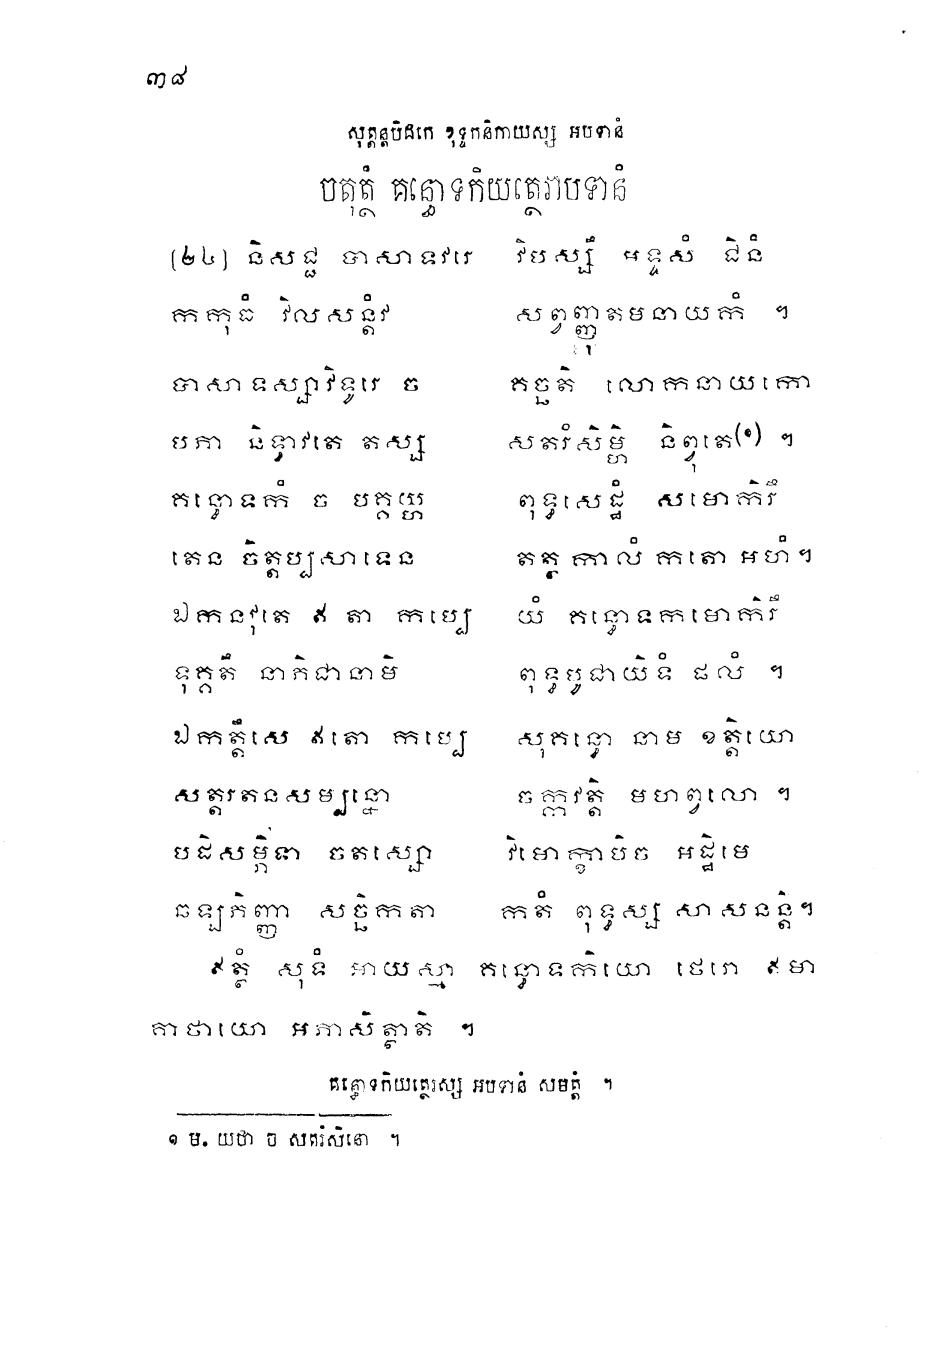 ៣៨
សុត្តន្តបិដកេ ខុទ្ទកនិកាយស្ស អបទានំ
ចតុត្ថំ គន្ធោទកិយត្ថេរាបទានំ
(២៤) និសជ្ជ បាសាទវរេ វិបស្សឹ អទ្ទសំ ជិនំ
កកុធំ វិលសន្តំវ សព្វញ្ញុតមនាយកំ ។
បាសាទស្សាវិទូរេ ច គច្ឆតិ លោកនាយកោ
បភា និទ្ធាវតេ តស្ស សតរំសិម្ហិ និព្វុតេ(១) ។
គន្ធោទកំ ច បគ្គយ្ហ ពុទ្ធសេដ្ឋំ សមោកិរឹ
តេន ចិត្តប្បសាទេន តត្ថ កាលំ កតោ អហំ។
ឯកនវុតេ ឥ តោ កប្បេ យំ គន្ធោទកមោកិរឹ
ទុគ្គតឹ នាភិជានាមិ ពុទ្ធបូជាយិទំ ផលំ ។
ឯកត្តឹសេ ឥតោ កប្បេ សុគន្ធោ នាម ខត្តិយោ
សត្តរតនសម្បន្នោ ចក្កវត្តិ មហព្វលោ ។
បដិសម្ភិទា ចតស្សោ វិមោក្ខាបិច អដ្ឋិមេ
ឆឡប្បភិញ្ញា សច្ឆិកតា កតំ ពុទ្ធស្ស សាសនន្តិ។
ឥត្ថំ សុទំ អាយស្មា គន្ធោទកិយោ ថេរោ ឥមា
គាថាយោ អភាសិត្ថាតិ ។
គន្ធោទកិយត្ថេរស្ស អបទានំ សមត្តំ ។
១ ម. យថា ច សតរំសិនោ ។